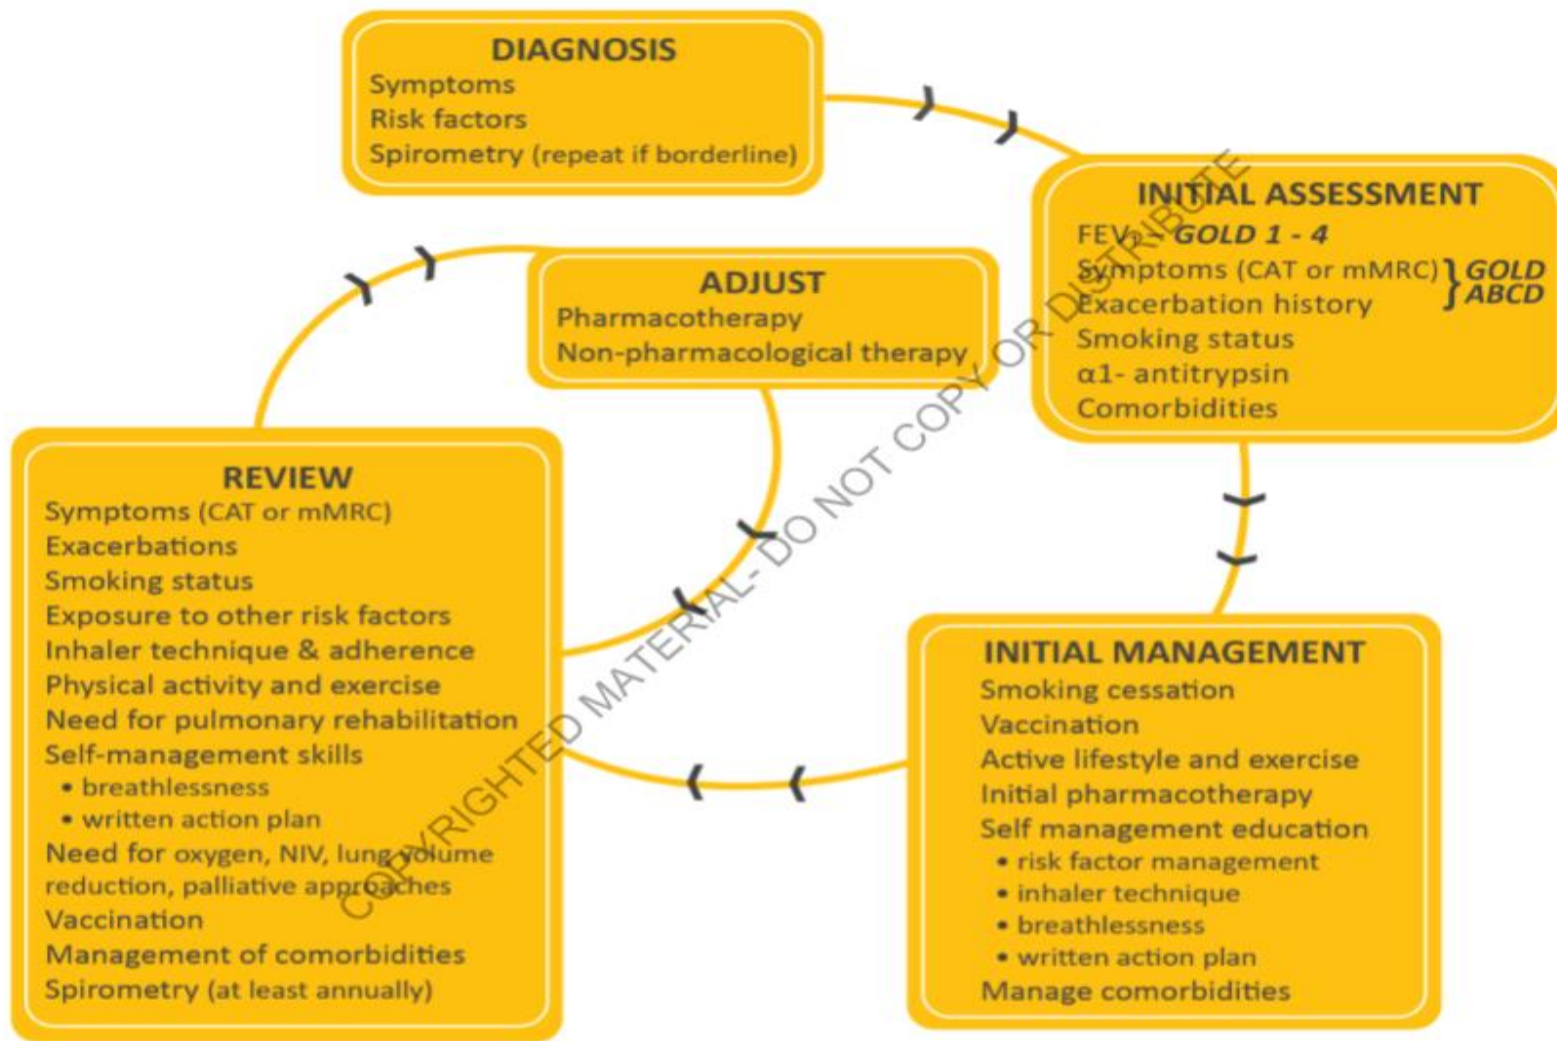 DIAGNOSIS
Symptoms
Risk factors
Spirometry (repeat if borderline)
INITIAL ASSESSMENT
FEV₁ - GOLD 1 - 4
Symptoms (CAT or mMRC) } GOLD
Exacerbation history ABCD
Smoking status
α1- antitrypsin
Comorbidities
ADJUST
Pharmacotherapy
Non-pharmacological therapy
REVIEW
Symptoms (CAT or mMRC)
Exacerbations
Smoking status
Exposure to other risk factors
Inhaler technique & adherence
Physical activity and exercise
Need for pulmonary rehabilitation
Self-management skills
• breathlessness
• written action plan
Need for oxygen, NIV, lung volume
reduction, palliative approaches
Vaccination
Management of comorbidities
Spirometry (at least annually)
INITIAL MANAGEMENT
Smoking cessation
Vaccination
Active lifestyle and exercise
Initial pharmacotherapy
Self management education
• risk factor management
• inhaler technique
• breathlessness
• written action plan
Manage comorbidities
COPYRIGHTED MATERIAL- DO NOT COPY OR DISTRIBUTE